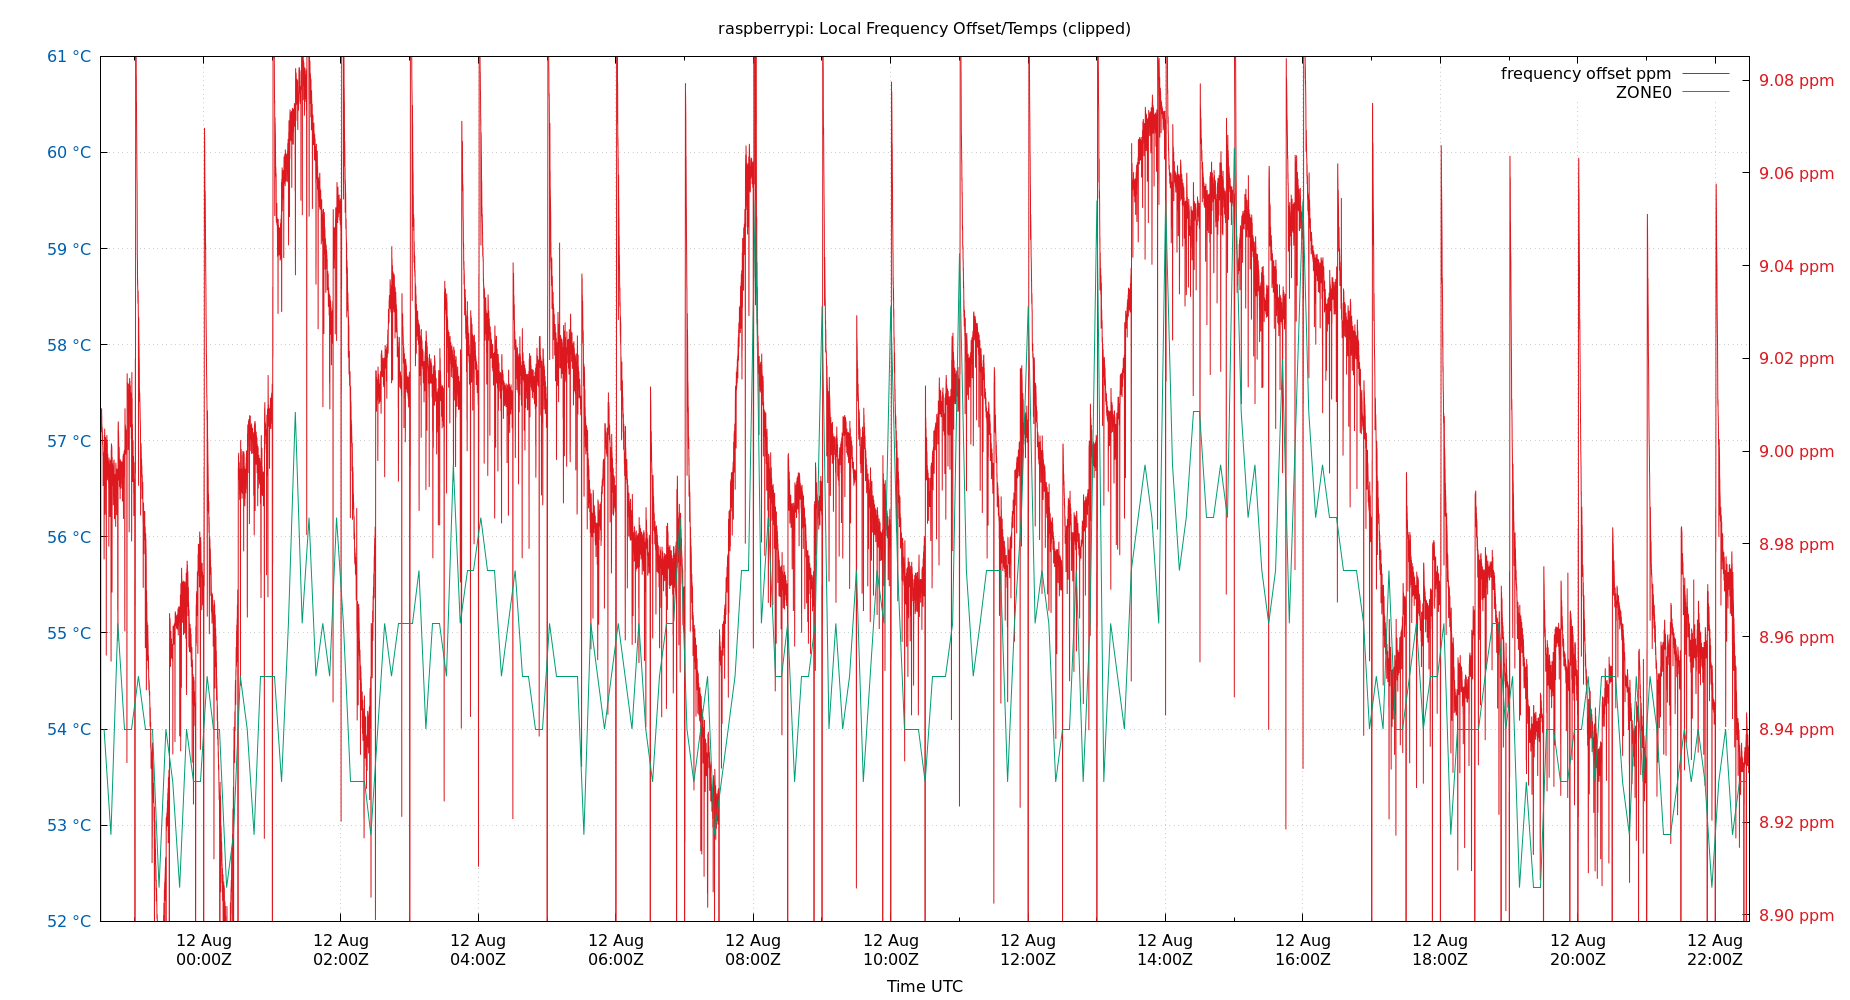 raspberrypi: Local Frequency Offset/Temps (clipped)
frequency offset ppm
ZONE0
61 °C
60 °C
59 °C
58 °C
57 °C
56 °C
55 °C
54 °C
53 °C
52 °C
9.08 ppm
9.06 ppm
9.04 ppm
9.02 ppm
9.00 ppm
8.98 ppm
8.96 ppm
8.94 ppm
8.92 ppm
8.90 ppm
12 Aug 12 Aug 12 Aug 12 Aug 12 Aug 12 Aug 12 Aug 12 Aug 12 Aug 12 Aug 12 Aug 12 Aug
00:00Z 02:00Z 04:00Z 06:00Z 08:00Z 10:00Z 12:00Z 14:00Z 16:00Z 18:00Z 20:00Z 22:00Z
Time UTC